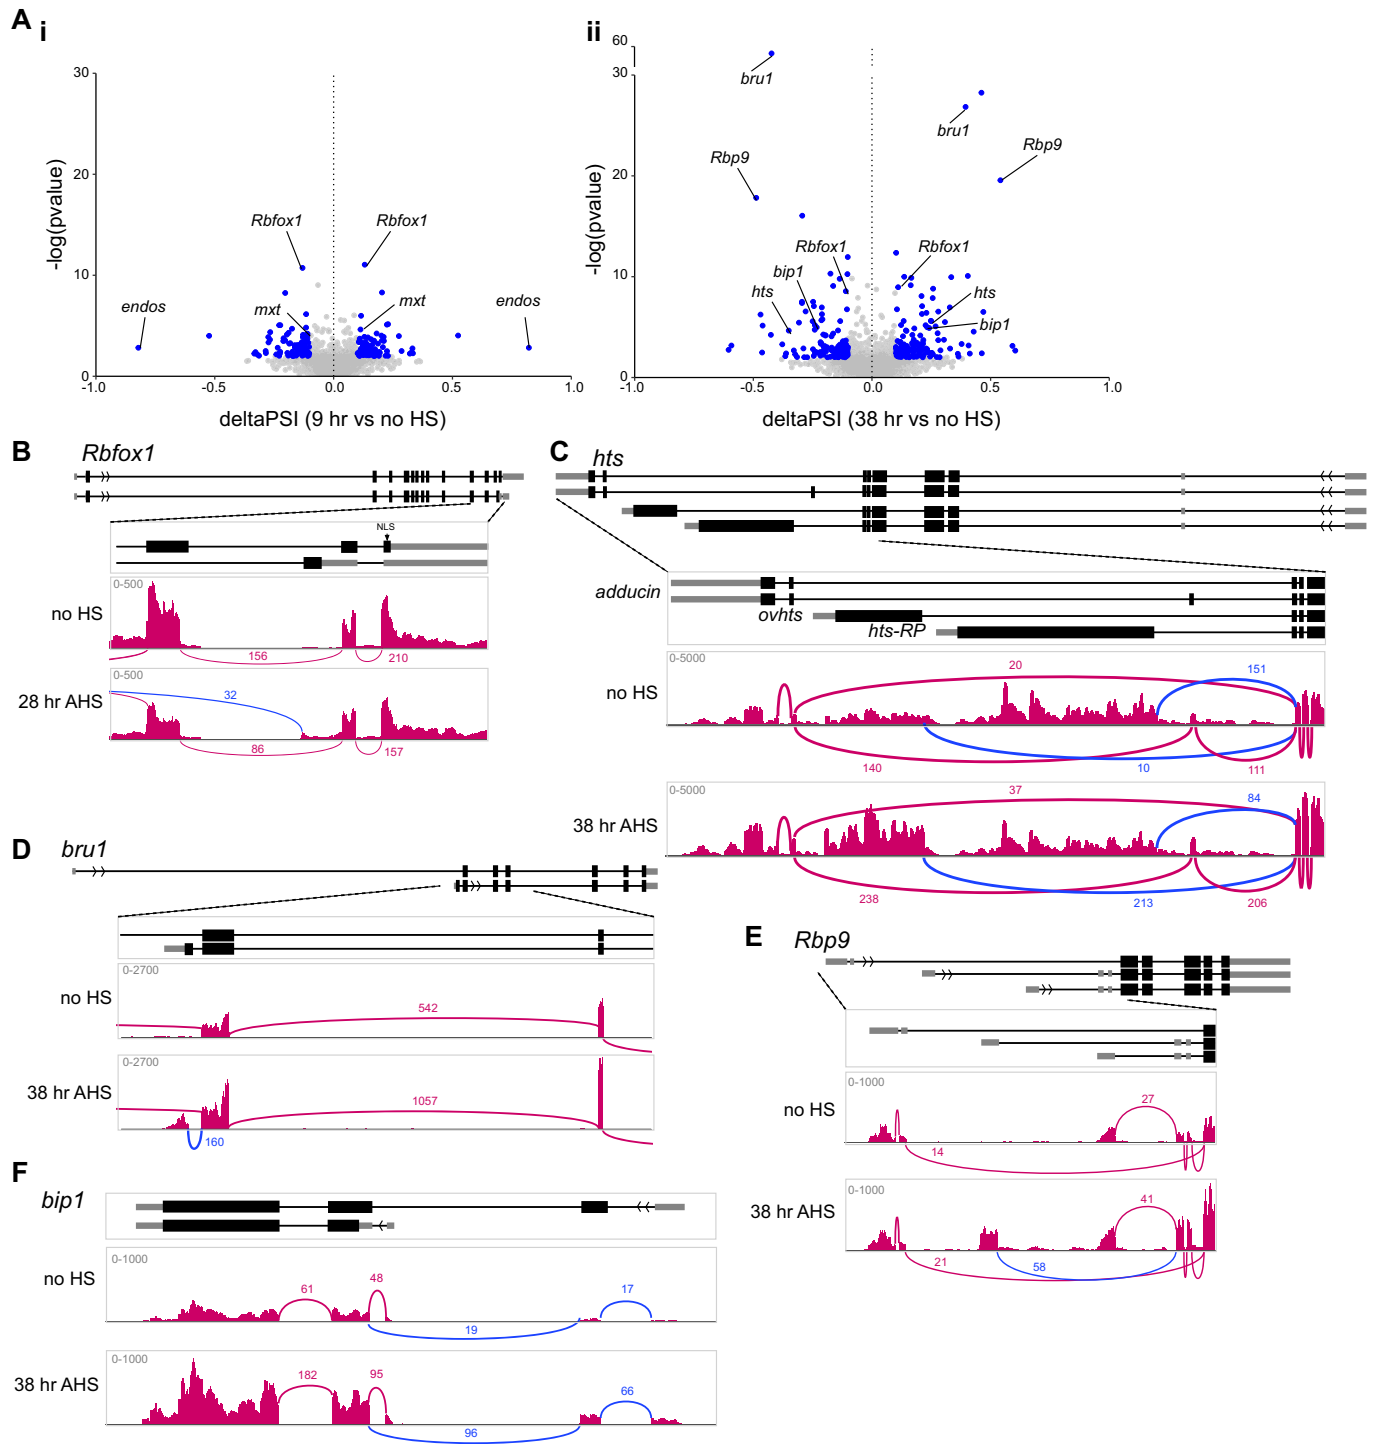 A
i
30
20
10
0
-log(pvalue)
Rbfox1
Rbfox1
endos
mxt
mxt
endos
-1.0
-0.5
0.0
0.5
1.0
deltaPSI (9 hr vs no HS)
ii
60
30
20
10
0
-log(pvalue)
bru1
bru1
Rbp9
Rbp9
Rbfox1
Rbfox1
bip1
hts
hts
bip1
-1.0
-0.5
0.0
0.5
1.0
deltaPSI (38 hr vs no HS)
B
Rbfox1
NLS
0-500
no HS
156
210
0-500
28 hr AHS
32
86
157
C
hts
adducin
ovhts
hts-RP
0-5000
no HS
20
151
140
10
111
0-5000
38 hr AHS
37
84
238
213
206
D
bru1
0-2700
no HS
542
0-2700
38 hr AHS
1057
160
E
Rbp9
0-1000
no HS
27
14
0-1000
38 hr AHS
41
21
58
F
bip1
0-1000
no HS
61
48
17
19
0-1000
38 hr AHS
182
95
66
96